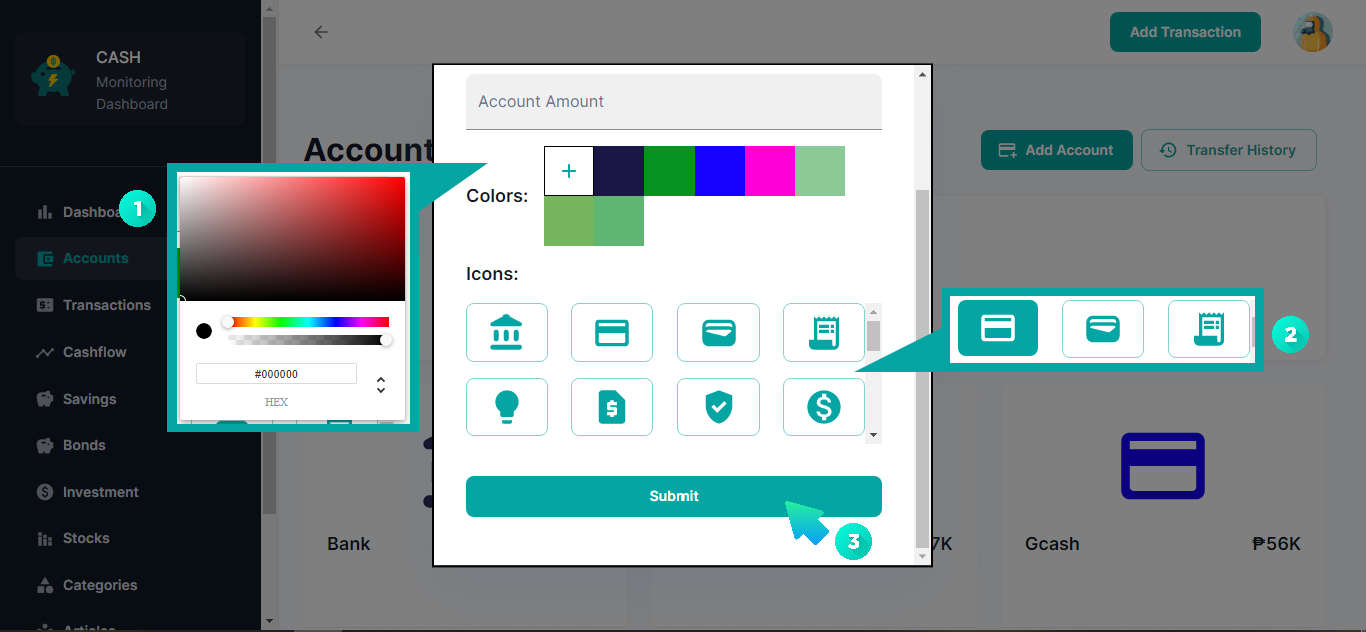 CASH
Monitoring
Dashboard
Add Transaction
Account
Add Account
Transfer History
Dashboa
Accounts
Transactions
Cashflow
Savings
Bonds
Investment
Stocks
Categories
Articles
1
#000000
HEX
Account Amount
Colors:
+
Icons:
$
$
Submit
2
3
Bank
7K
Gcash
₱56K